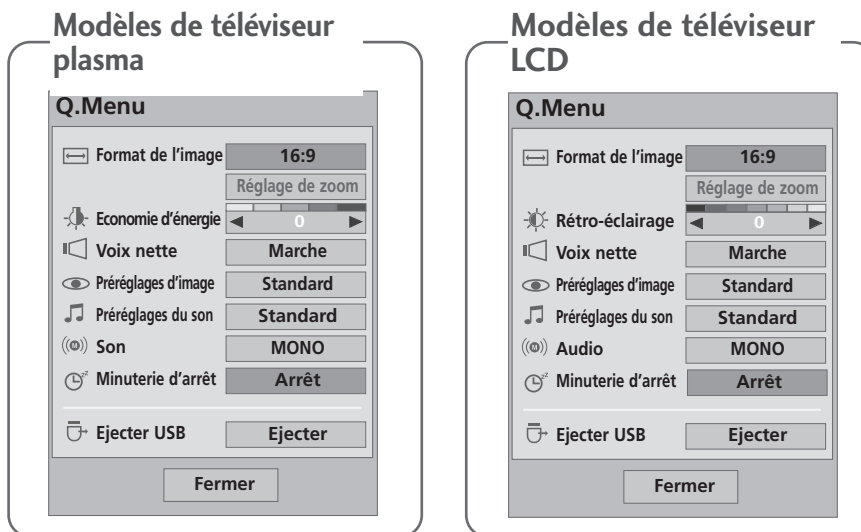 Modèles de téléviseur
plasma
Q.Menu
Format de l'image 16:9
Réglage de zoom
Economie d'énergie 0
Voix nette Marche
Préréglages d'image Standard
Préréglages du son Standard
Son MONO
Minuterie d'arrêt Arrêt
Ejecter USB Ejecter
Fermer
Modèles de téléviseur
LCD
Q.Menu
Format de l'image 16:9
Réglage de zoom
Rétro-éclairage 0
Voix nette Marche
Préréglages d'image Standard
Préréglages du son Standard
Audio MONO
Minuterie d'arrêt Arrêt
Ejecter USB Ejecter
Fermer